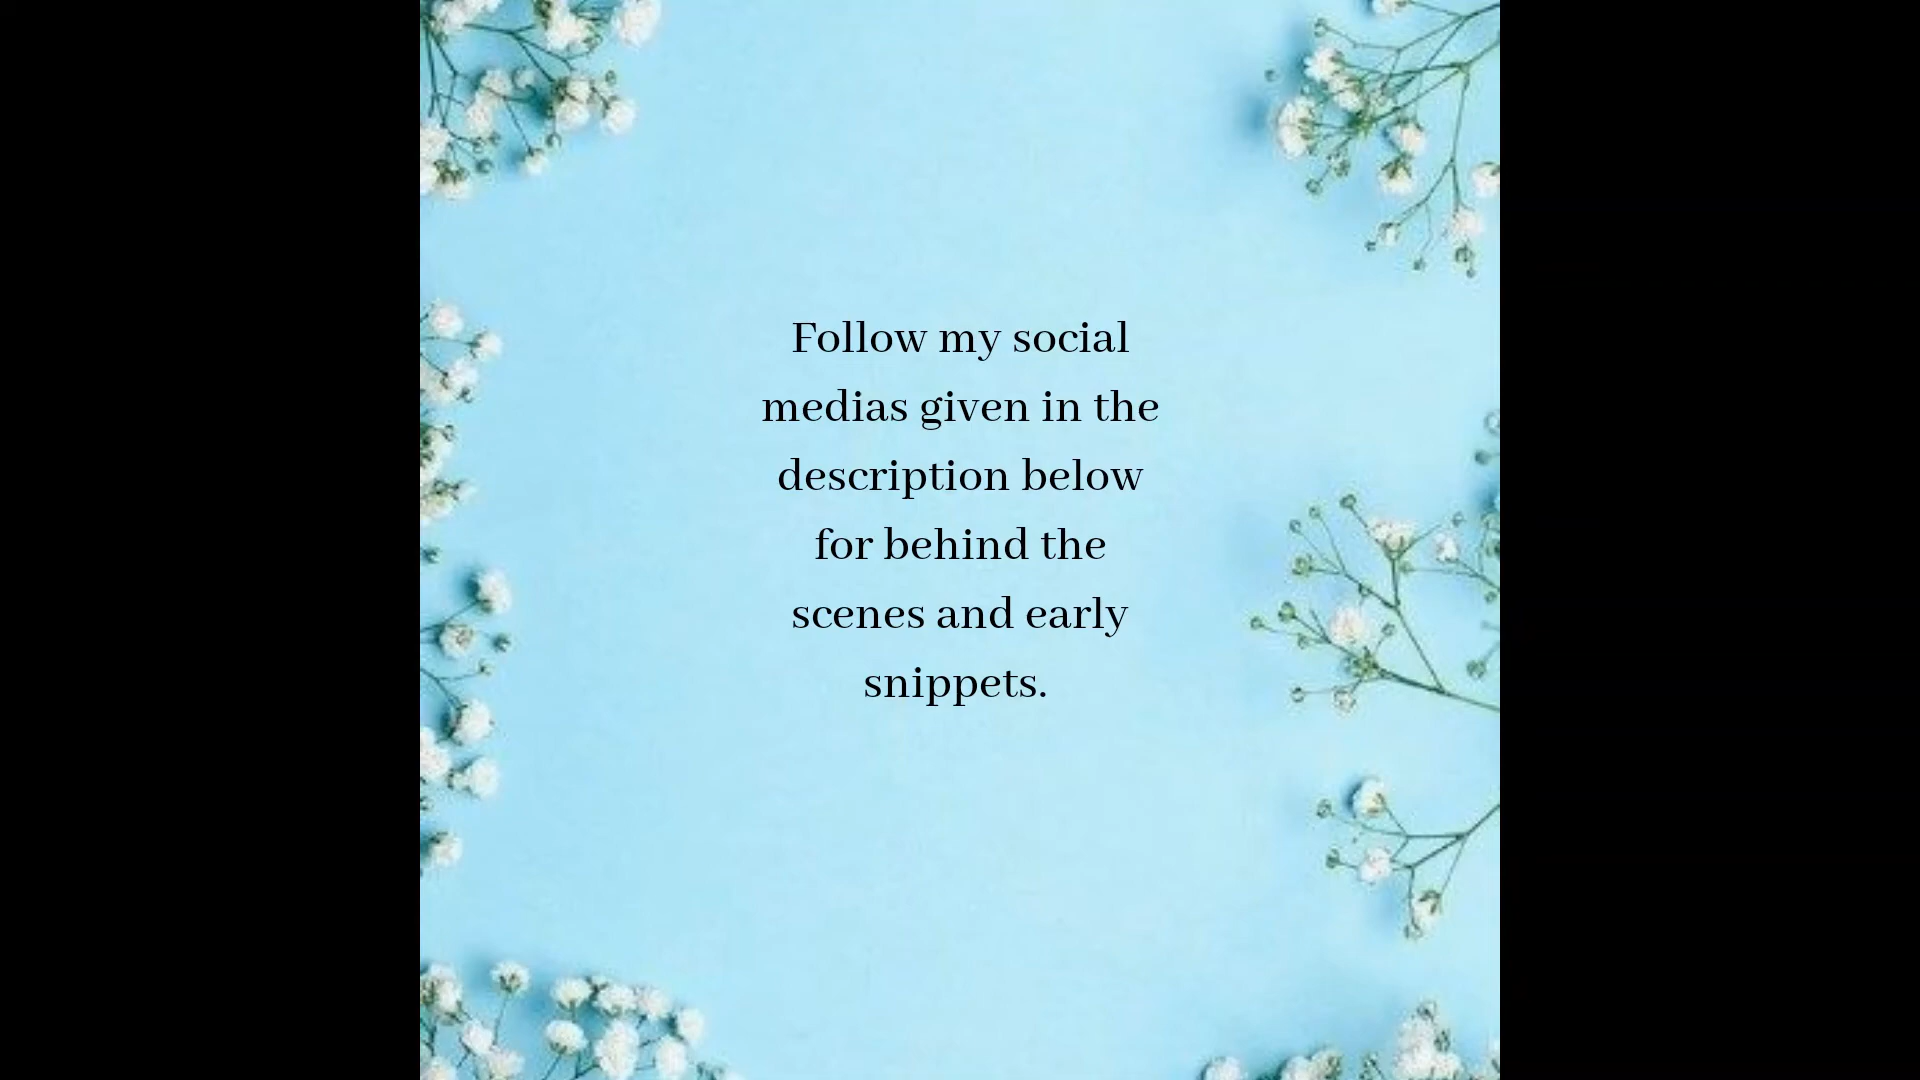 Follow my social
medias given in the
description below
for behind the
scenes and early
snippets.